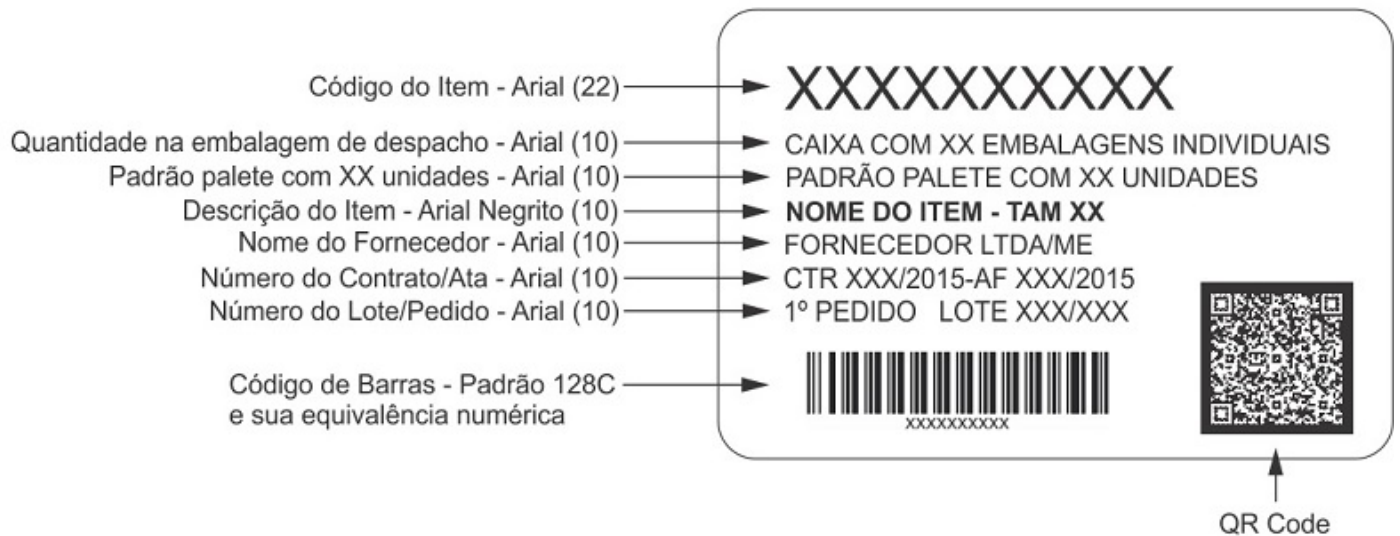 Código do Item - Arial (22)
XXXXXXXXXX
Quantidade na embalagem de despacho - Arial (10)
CAIXA COM XX EMBALAGENS INDIVIDUAIS
Padrão palete com XX unidades - Arial (10)
PADRÃO PALETE COM XX UNIDADES
Descrição do Item - Arial Negrito (10)
NOME DO ITEM - TAM XX
Nome do Fornecedor - Arial (10)
FORNECEDOR LTDA/ME
Número do Contrato/Ata - Arial (10)
CTR XXX/2015-AF XXX/2015
Número do Lote/Pedido - Arial (10)
1º PEDIDO LOTE XXX/XXX
Código de Barras - Padrão 128C
e sua equivalência numérica
XXXXXXXXXX
QR Code